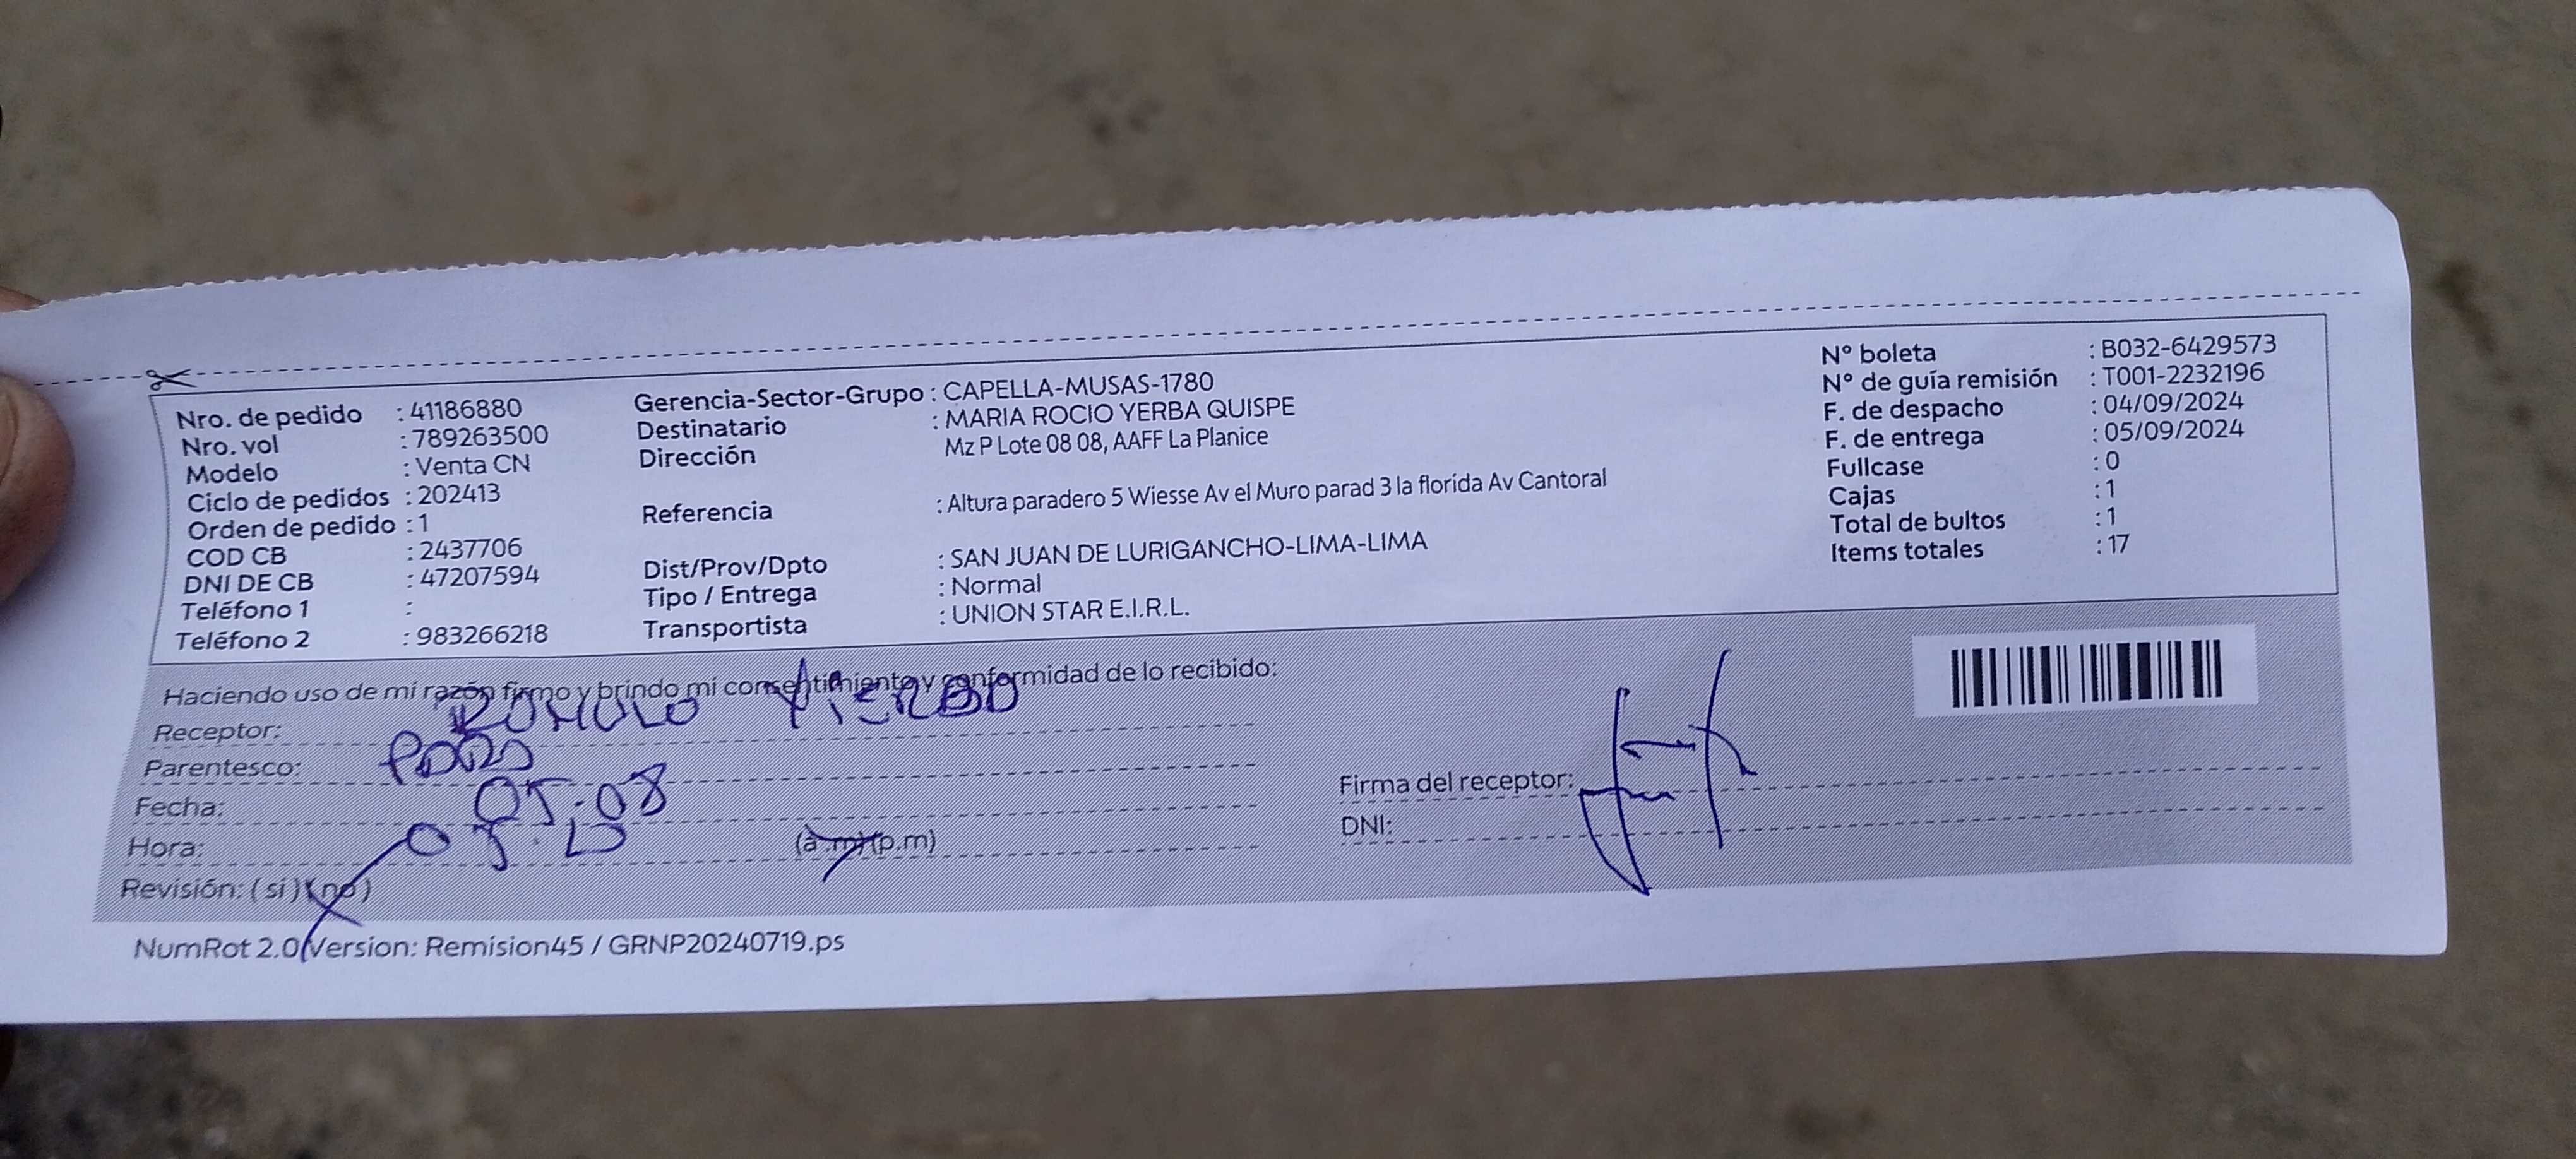 Nro. de pedido : 41186880
Nro. vol : 789263500
Modelo : Venta CN
Ciclo de pedidos : 202413
Orden de pedido : 1
COD CB : 2437706
DNI DE CB : 47207594
Teléfono 1 :
Teléfono 2 : 983266218
Gerencia-Sector-Grupo : CAPELLA-MUSAS-1780
Destinatario : MARIA ROCIO YERBA QUISPE
Dirección Mz P Lote 08 08, AAFF La Planice
Referencia : Altura paradero 5 Wiesse Av el Muro parad 3 la florida Av Cantoral
Dist/Prov/Dpto : SAN JUAN DE LURIGANCHO-LIMA-LIMA
Tipo / Entrega : Normal
Transportista : UNION STAR E.I.R.L.
N° boleta : B032-6429573
N° de guía remisión : T001-2232196
F. de despacho : 04/09/2024
F. de entrega : 05/09/2024
Fullcase : 0
Cajas : 1
Total de bultos : 1
Items totales : 17
Haciendo uso de mi razón firmo y brindo mi consentimiento y conformidad de lo recibido:
Receptor: ROMULO
Parentesco:
Fecha: 05-08
Hora: (a.m)(p.m)
Revisión: (si) (no)
Firma del receptor:
DNI:
NumRot 2.0 Version: Remision45 / GRNP20240719.ps